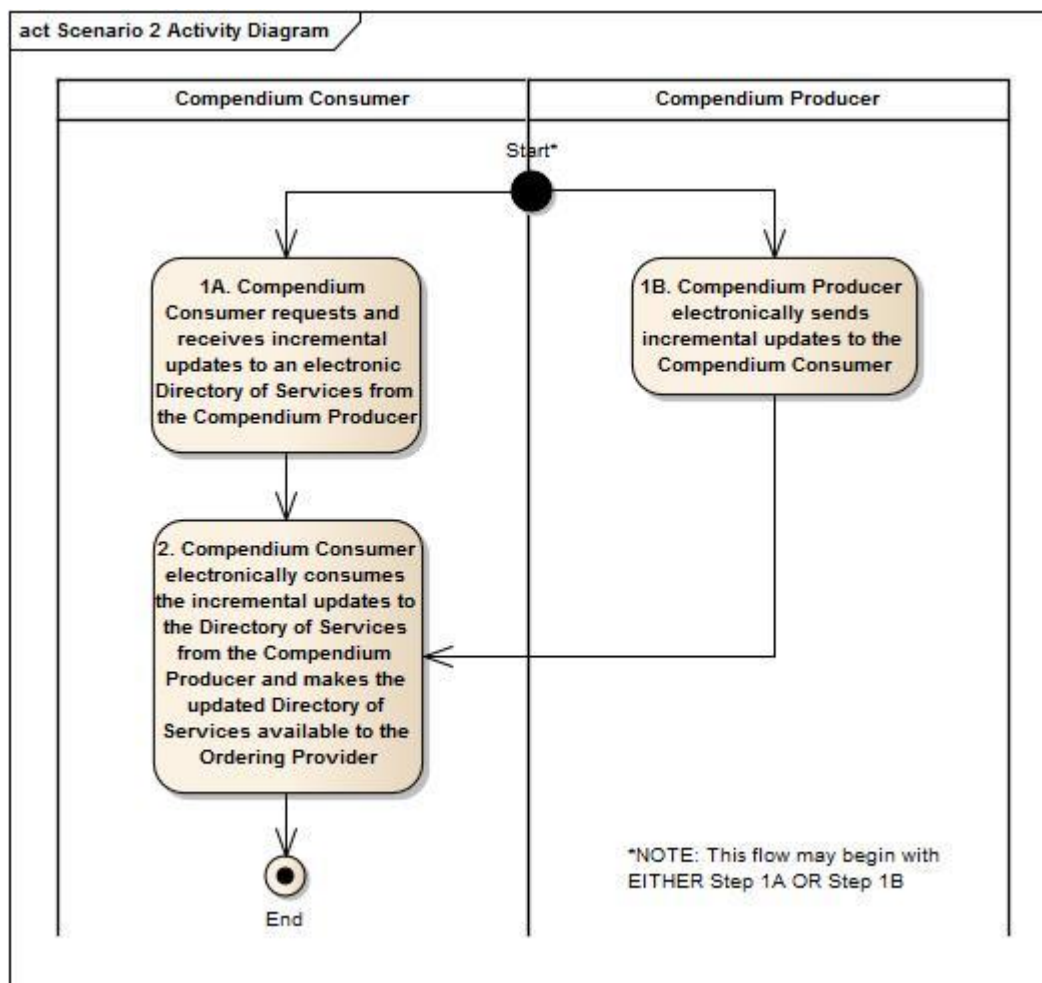 act Scenario 2 Activity Diagram
Compendium Consumer
Compendium Producer
Start*
1A. Compendium
Consumer requests and
receives incremental
updates to an electronic
Directory of Services from
the Compendium Producer
1B. Compendium Producer
electronically sends
incremental updates to the
Compendium Consumer
2. Compendium Consumer
electronically consumes
the incremental updates to
the Directory of Services
from the Compendium
Producer and makes the
updated Directory of
Services available to the
Ordering Provider
*NOTE: This flow may begin with
EITHER Step 1A OR Step 1B
End